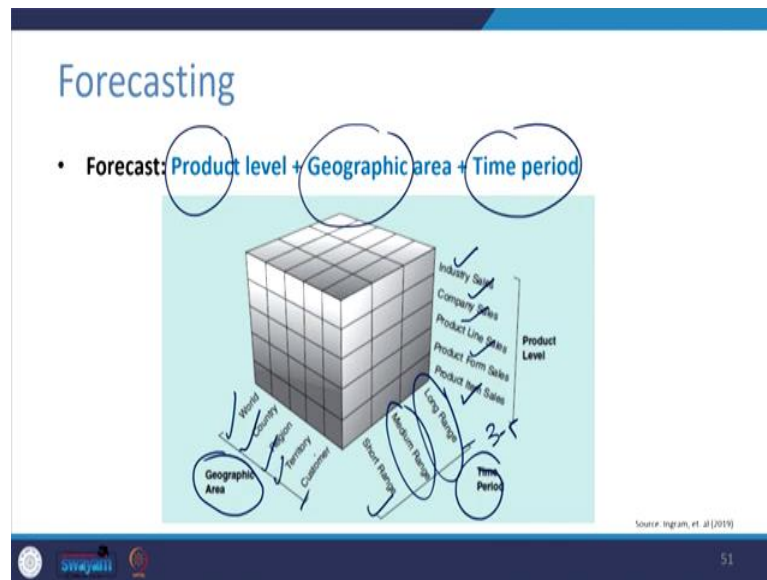 Forecasting
• Forecast: Product level + Geographic area + Time period
Industry Sales
Company Sales
Product Line Sales
Product Form Sales
Product Item Sales
Product
Level
World
Country
Region
Territory
Customer
Geographic
Area
Short Range
Medium Range
Long Range
3-5
Time
Period
Source: Ingram, et. al (2019)
swayam
51